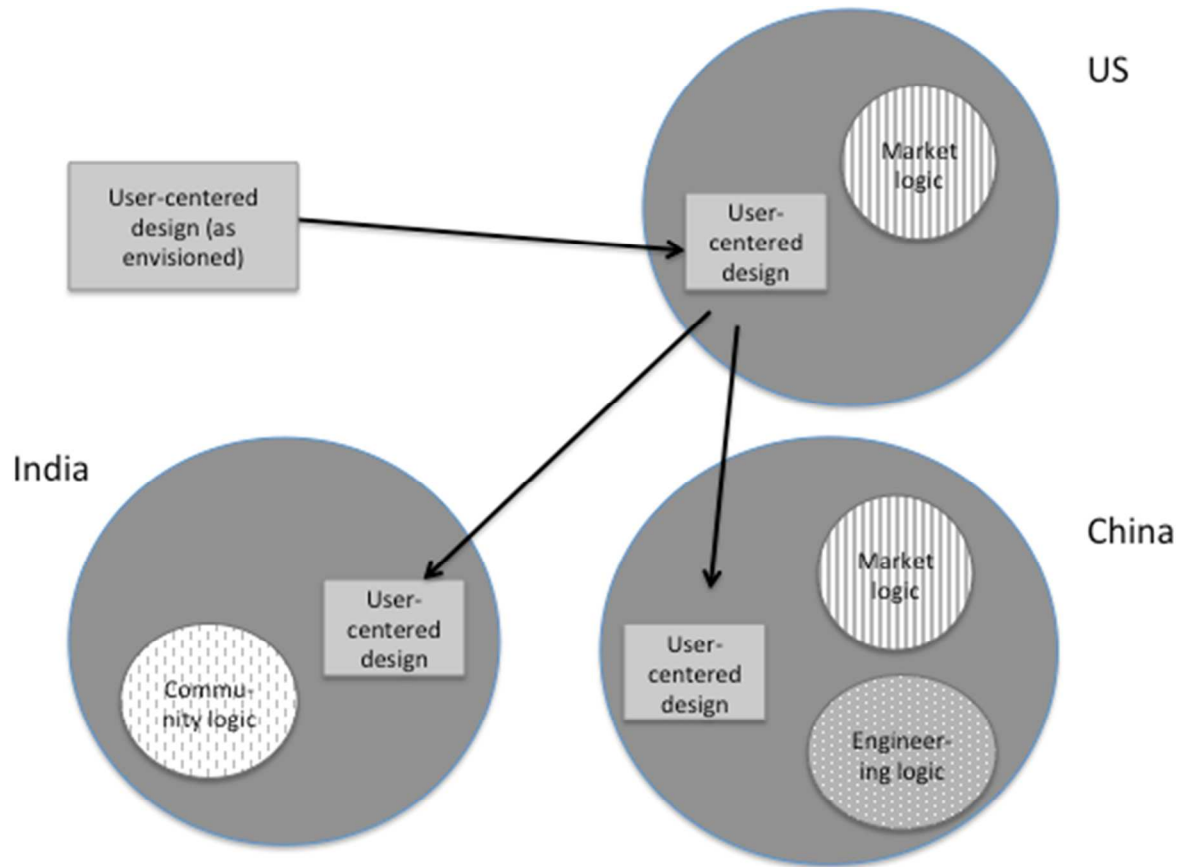 US
Market
logic
User-centered
design (as
envisioned)
User-
centered
design
India
User-
centered
design
Commu-
nity logic
China
Market
logic
User-
centered
design
Engineer-
ing logic